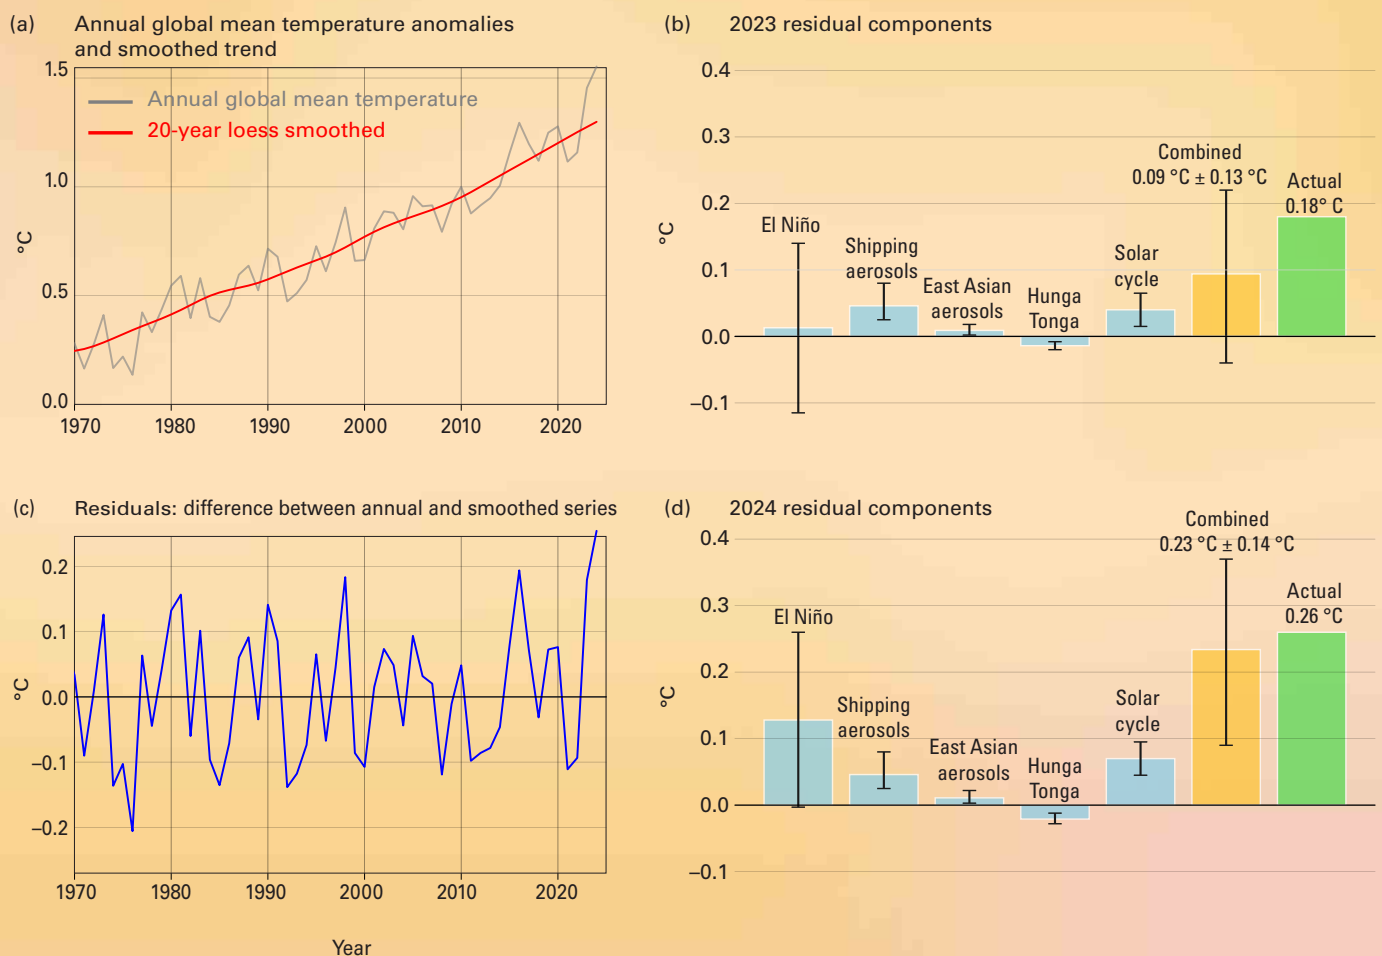 (a) Annual global mean temperature anomalies
and smoothed trend
°C
1.5
1.0
0.5
0.0
Annual global mean temperature
20-year loess smoothed
1970 1980 1990 2000 2010 2020
(b) 2023 residual components
°C
0.4
0.3
0.2
0.1
0.0
–0.1
El Niño
Shipping
aerosols
East Asian
aerosols
Hunga
Tonga
Solar
cycle
Combined
0.09 °C ± 0.13 °C
Actual
0.18° C
(c) Residuals: difference between annual and smoothed series
°C
0.2
0.1
0.0
–0.1
–0.2
1970 1980 1990 2000 2010 2020
Year
(d) 2024 residual components
°C
0.4
0.3
0.2
0.1
0.0
–0.1
El Niño
Shipping
aerosols
East Asian
aerosols
Hunga
Tonga
Solar
cycle
Combined
0.23 °C ± 0.14 °C
Actual
0.26 °C